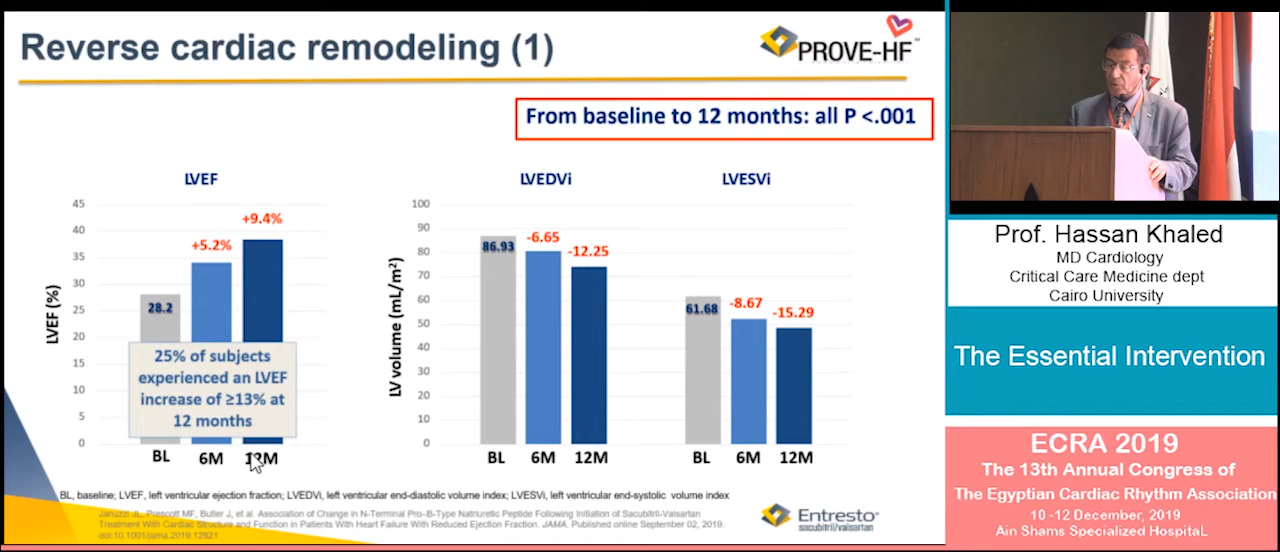 Reverse cardiac remodeling (1)
PROVE-HF™
From baseline to 12 months: all P <.001
LVEF
LVEDVi
LVESVi
LVEF (%)
45
40
35
30
25
20
15
10
5
0
28.2
+5.2%
+9.4%
25% of subjects
experienced an LVEF
increase of ≥13% at
12 months
BL 6M 12M
LV volume (mL/m²)
100
90
80
70
60
50
40
30
20
10
0
86.93
-6.65
-12.25
61.68
-8.67
-15.29
BL 6M 12M
BL 6M 12M
BL, baseline; LVEF, left ventricular ejection fraction; LVEDVi, left ventricular end-diastolic volume index; LVESVi, left ventricular end-systolic volume index
Januzzi JL, Prescott MF, Butler J, et al. Association of Change in N-Terminal Pro–B-Type Natriuretic Peptide Following Initiation of Sacubitril-Valsartan
Treatment With Cardiac Structure and Function in Patients With Heart Failure With Reduced Ejection Fraction. JAMA. Published online September 02, 2019.
doi:10.1001/jama.2019.12821
Entresto
sacubitril/valsartan
Prof. Hassan Khaled
MD Cardiology
Critical Care Medicine dept
Cairo University
The Essential Intervention
ECRA 2019
The 13th Annual Congress of
The Egyptian Cardiac Rhythm Association
10 -12 December, 2019
Ain Shams Specialized HospitaL